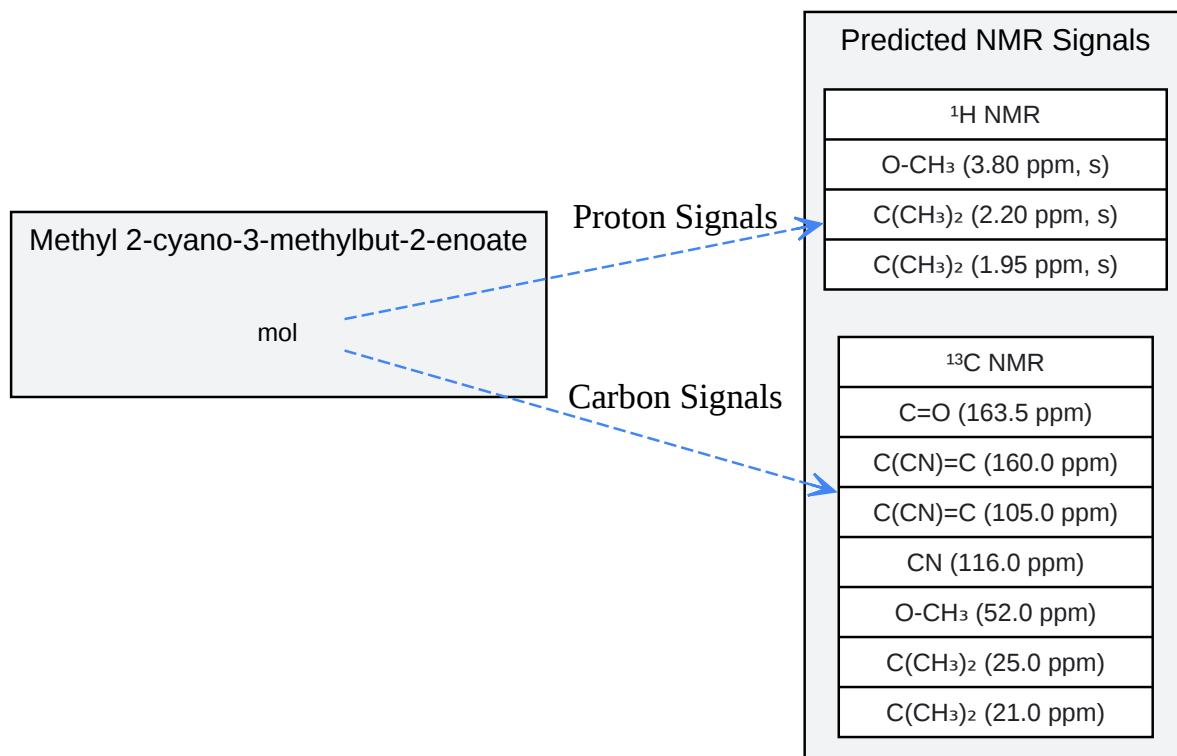 Predicted NMR Signals
¹H NMR
O-CH₃ (3.80 ppm, s)
C(CH₃)₂ (2.20 ppm, s)
C(CH₃)₂ (1.95 ppm, s)
Proton Signals
Methyl 2-cyano-3-methylbut-2-enoate
mol
Carbon Signals
¹³C NMR
C=O (163.5 ppm)
C(CN)=C (160.0 ppm)
C(CN)=C (105.0 ppm)
CN (116.0 ppm)
O-CH₃ (52.0 ppm)
C(CH₃)₂ (25.0 ppm)
C(CH₃)₂ (21.0 ppm)